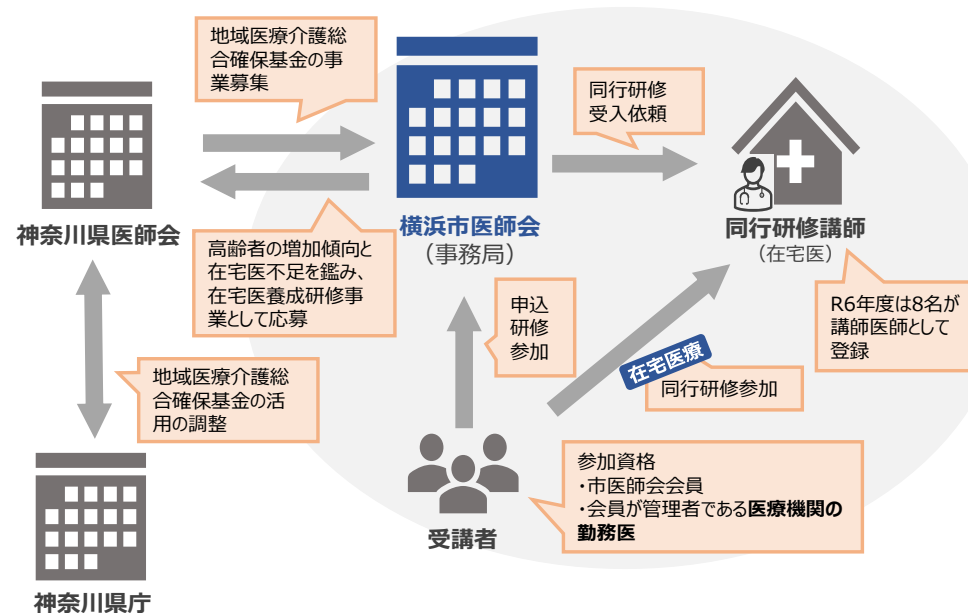 地域医療介護総
合確保基金の事
業募集
同行研修
受入依頼
神奈川県医師会
横浜市医師会
（事務局）
同行研修講師
（在宅医）
高齢者の増加傾向と
在宅医不足を鑑み、
在宅医養成研修事
業として応募
申込
研修
参加
R6年度は8名が
講師医師として
登録
在宅医療
同行研修参加
地域医療介護総
合確保基金の活
用の調整
参加資格
・市医師会会員
・会員が管理者である医療機関の
勤務医
受講者
神奈川県庁